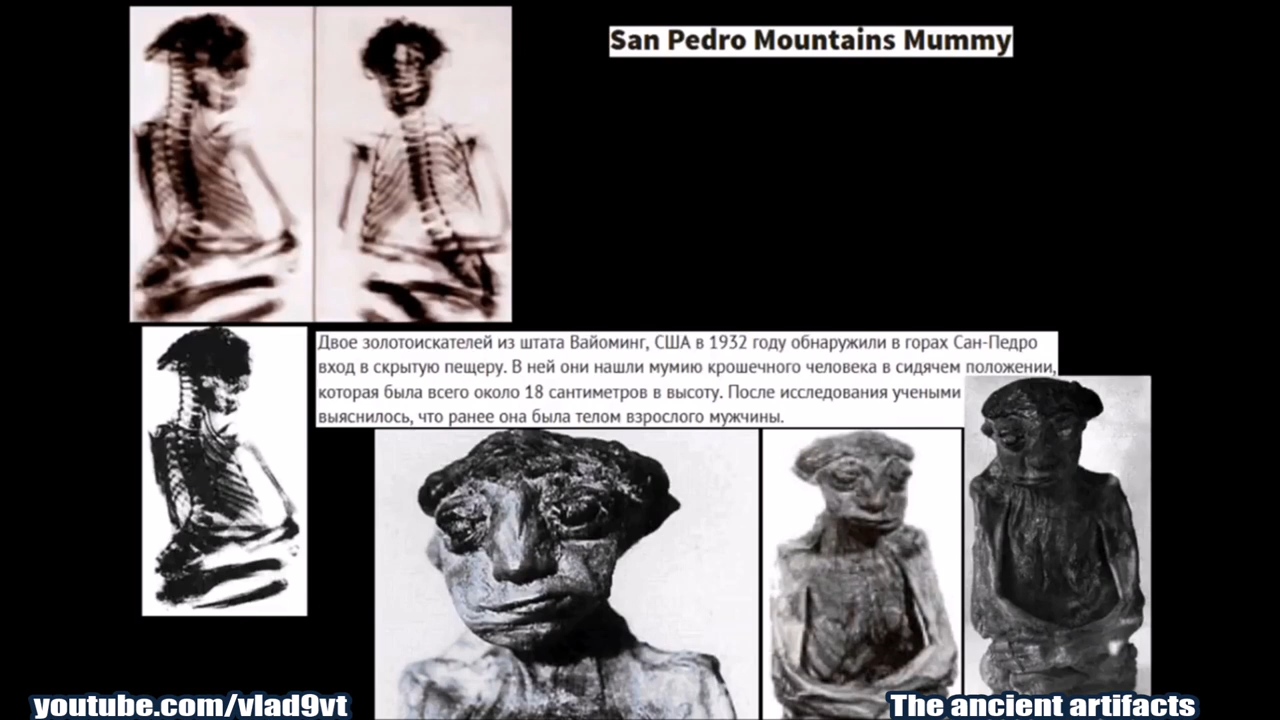 San Pedro Mountains Mummy
Двое золотоискателей из штата Вайоминг, США в 1932 году обнаружили в горах Сан-Педро
вход в скрытую пещеру. В ней они нашли мумию крошечного человека в сидячем положении,
которая была всего около 18 сантиметров в высоту. После исследования учеными
выяснилось, что ранее она была телом взрослого мужчины.
youtube.com/vlad9vt
The ancient artifacts